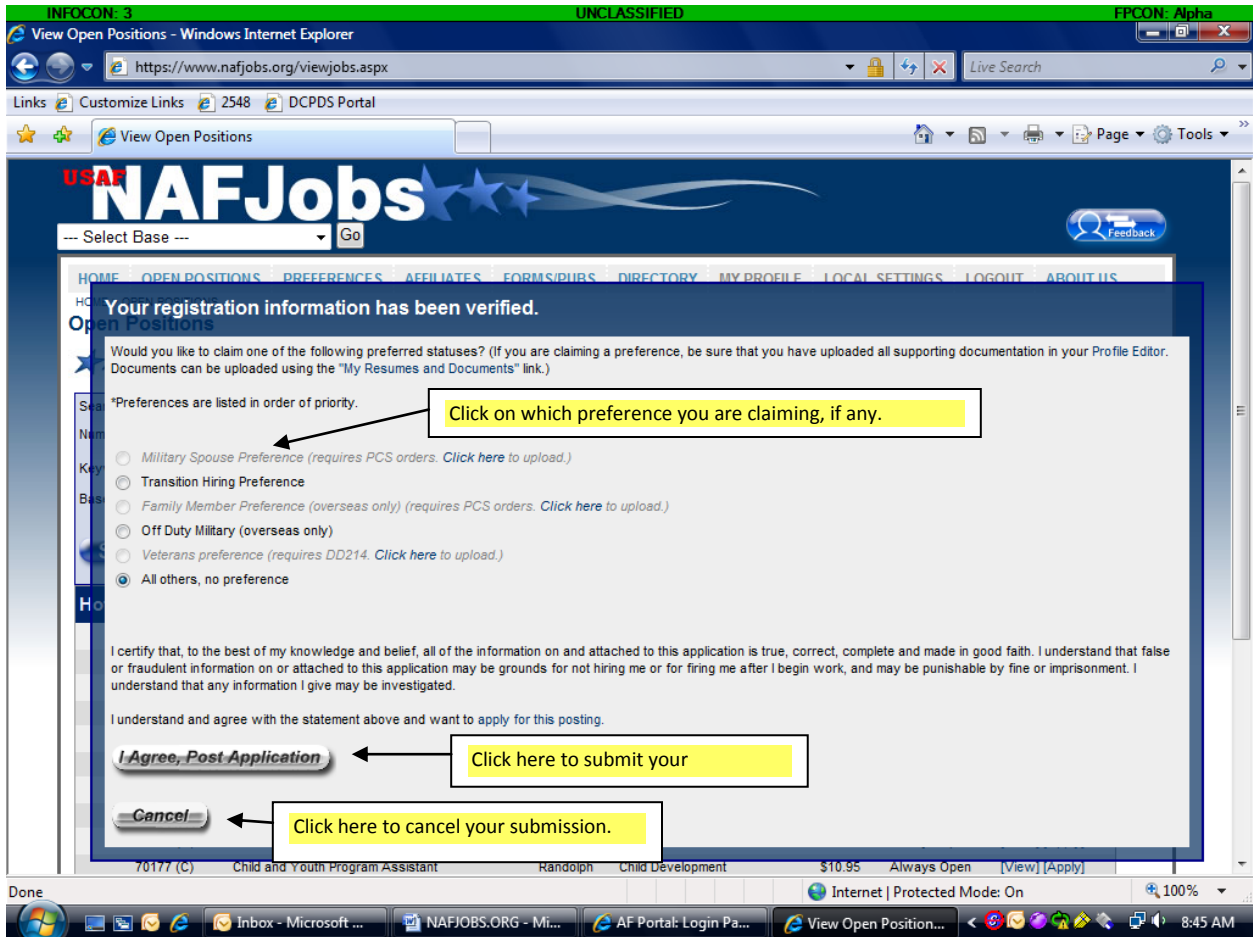 INFOCON: 3 UNCLASSIFIED FPCON: Alpha
View Open Positions - Windows Internet Explorer
https://www.nafjobs.org/viewjobs.aspx Live Search
Links Customize Links 2548 DCPDS Portal
View Open Positions Page Tools
USAF
NAFJobs
--- Select Base --- Go Feedback
HOME OPEN POSITIONS PREFERENCES AFFILIATES FORMS/PUBS DIRECTORY MY PROFILE LOCAL SETTINGS LOGOUT ABOUT US
Your registration information has been verified.
Open Positions
Would you like to claim one of the following preferred statuses? (If you are claiming a preference, be sure that you have uploaded all supporting documentation in your Profile Editor.
Documents can be uploaded using the "My Resumes and Documents" link.)
*Preferences are listed in order of priority.
Click on which preference you are claiming, if any.
Military Spouse Preference (requires PCS orders. Click here to upload.)
Transition Hiring Preference
Family Member Preference (overseas only) (requires PCS orders. Click here to upload.)
Off Duty Military (overseas only)
Veterans preference (requires DD214. Click here to upload.)
All others, no preference
I certify that, to the best of my knowledge and belief, all of the information on and attached to this application is true, correct, complete and made in good faith. I understand that false
or fraudulent information on or attached to this application may be grounds for not hiring me or for firing me after I begin work, and may be punishable by fine or imprisonment. I
understand that any information I give may be investigated.
I understand and agree with the statement above and want to apply for this posting.
I Agree, Post Application
Click here to submit your
Cancel
Click here to cancel your submission.
70177 (C) Child and Youth Program Assistant Randolph Child Development $10.95 Always Open [View] [Apply]
Done Internet | Protected Mode: On 100%
Inbox - Microsoft ... NAFJOBS.ORG - Mi... AF Portal: Login Pa... View Open Position... 8:45 AM